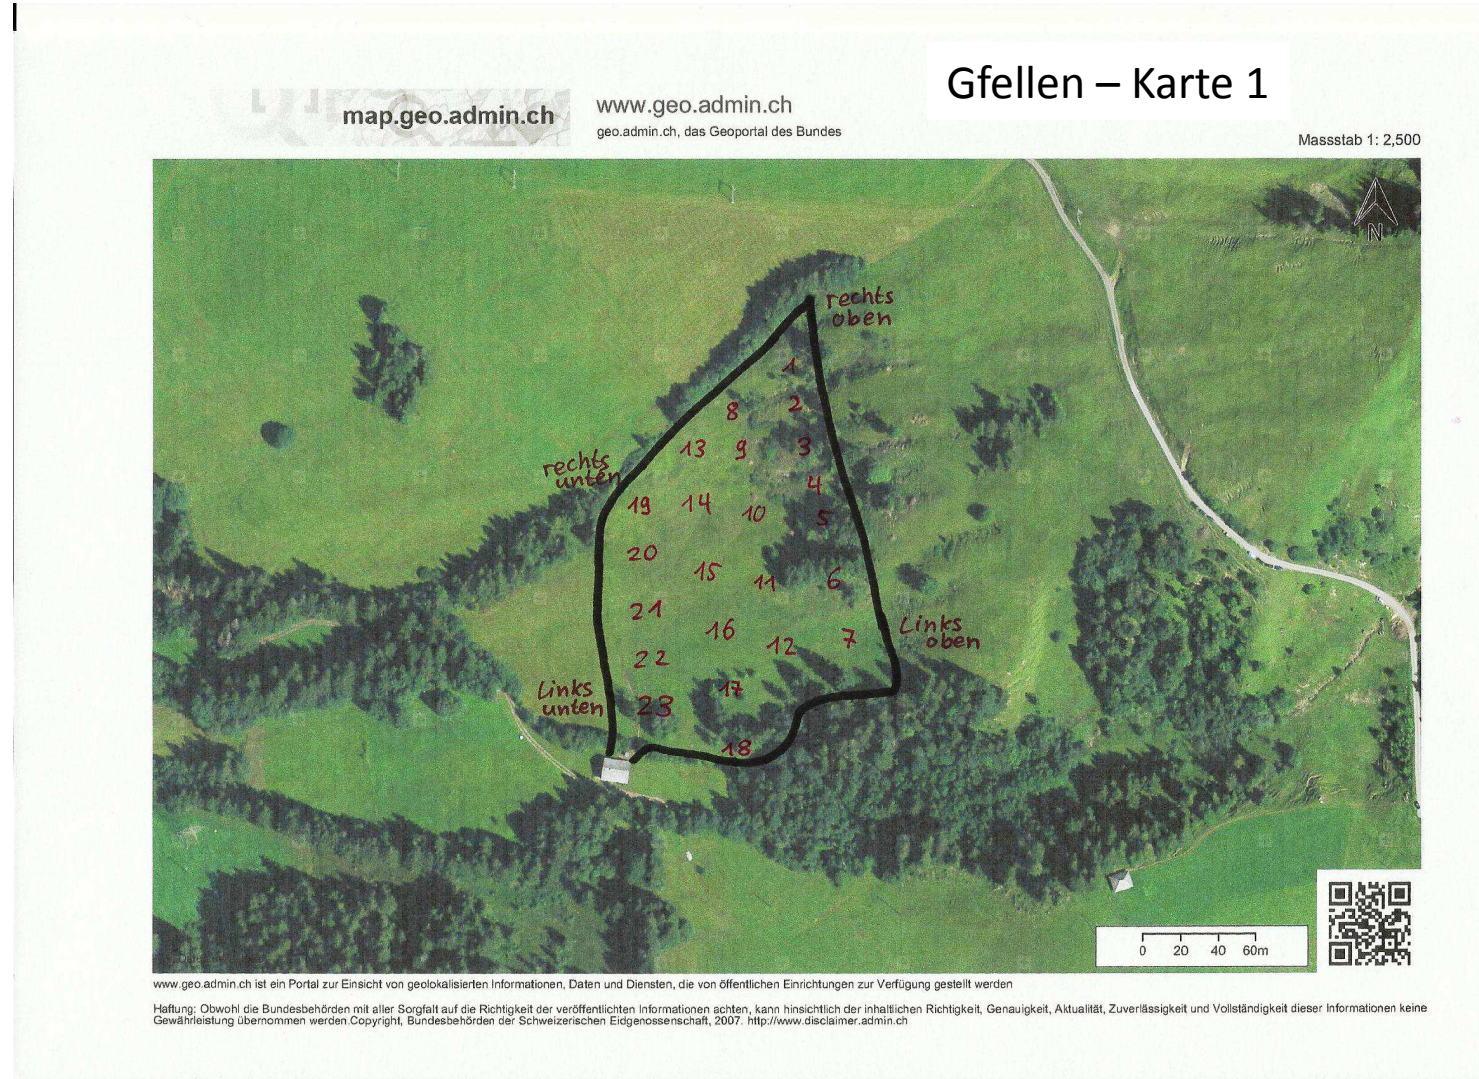 Gfellen – Karte 1
map.geo.admin.ch
www.geo.admin.ch
geo.admin.ch, das Geoportal des Bundes
Massstab 1: 2,500
N
rechts
oben
1
2
8
3
13
9
rechts
unten
4
19
14
10
5
20
15
11
6
21
16
Links
oben
12
7
22
Links
unten
17
23
18
0 20 40 60m
www.geo.admin.ch ist ein Portal zur Einsicht von geolokalisierten Informationen, Daten und Diensten, die von öffentlichen Einrichtungen zur Verfügung gestellt werden
Haftung: Obwohl die Bundesbehörden mit aller Sorgfalt auf die Richtigkeit der veröffentlichten Informationen achten, kann hinsichtlich der inhaltlichen Richtigkeit, Genauigkeit, Aktualität, Zuverlässigkeit und Vollständigkeit dieser Informationen keine
Gewährleistung übernommen werden.Copyright, Bundesbehörden der Schweizerischen Eidgenossenschaft, 2007. http://www.disclaimer.admin.ch